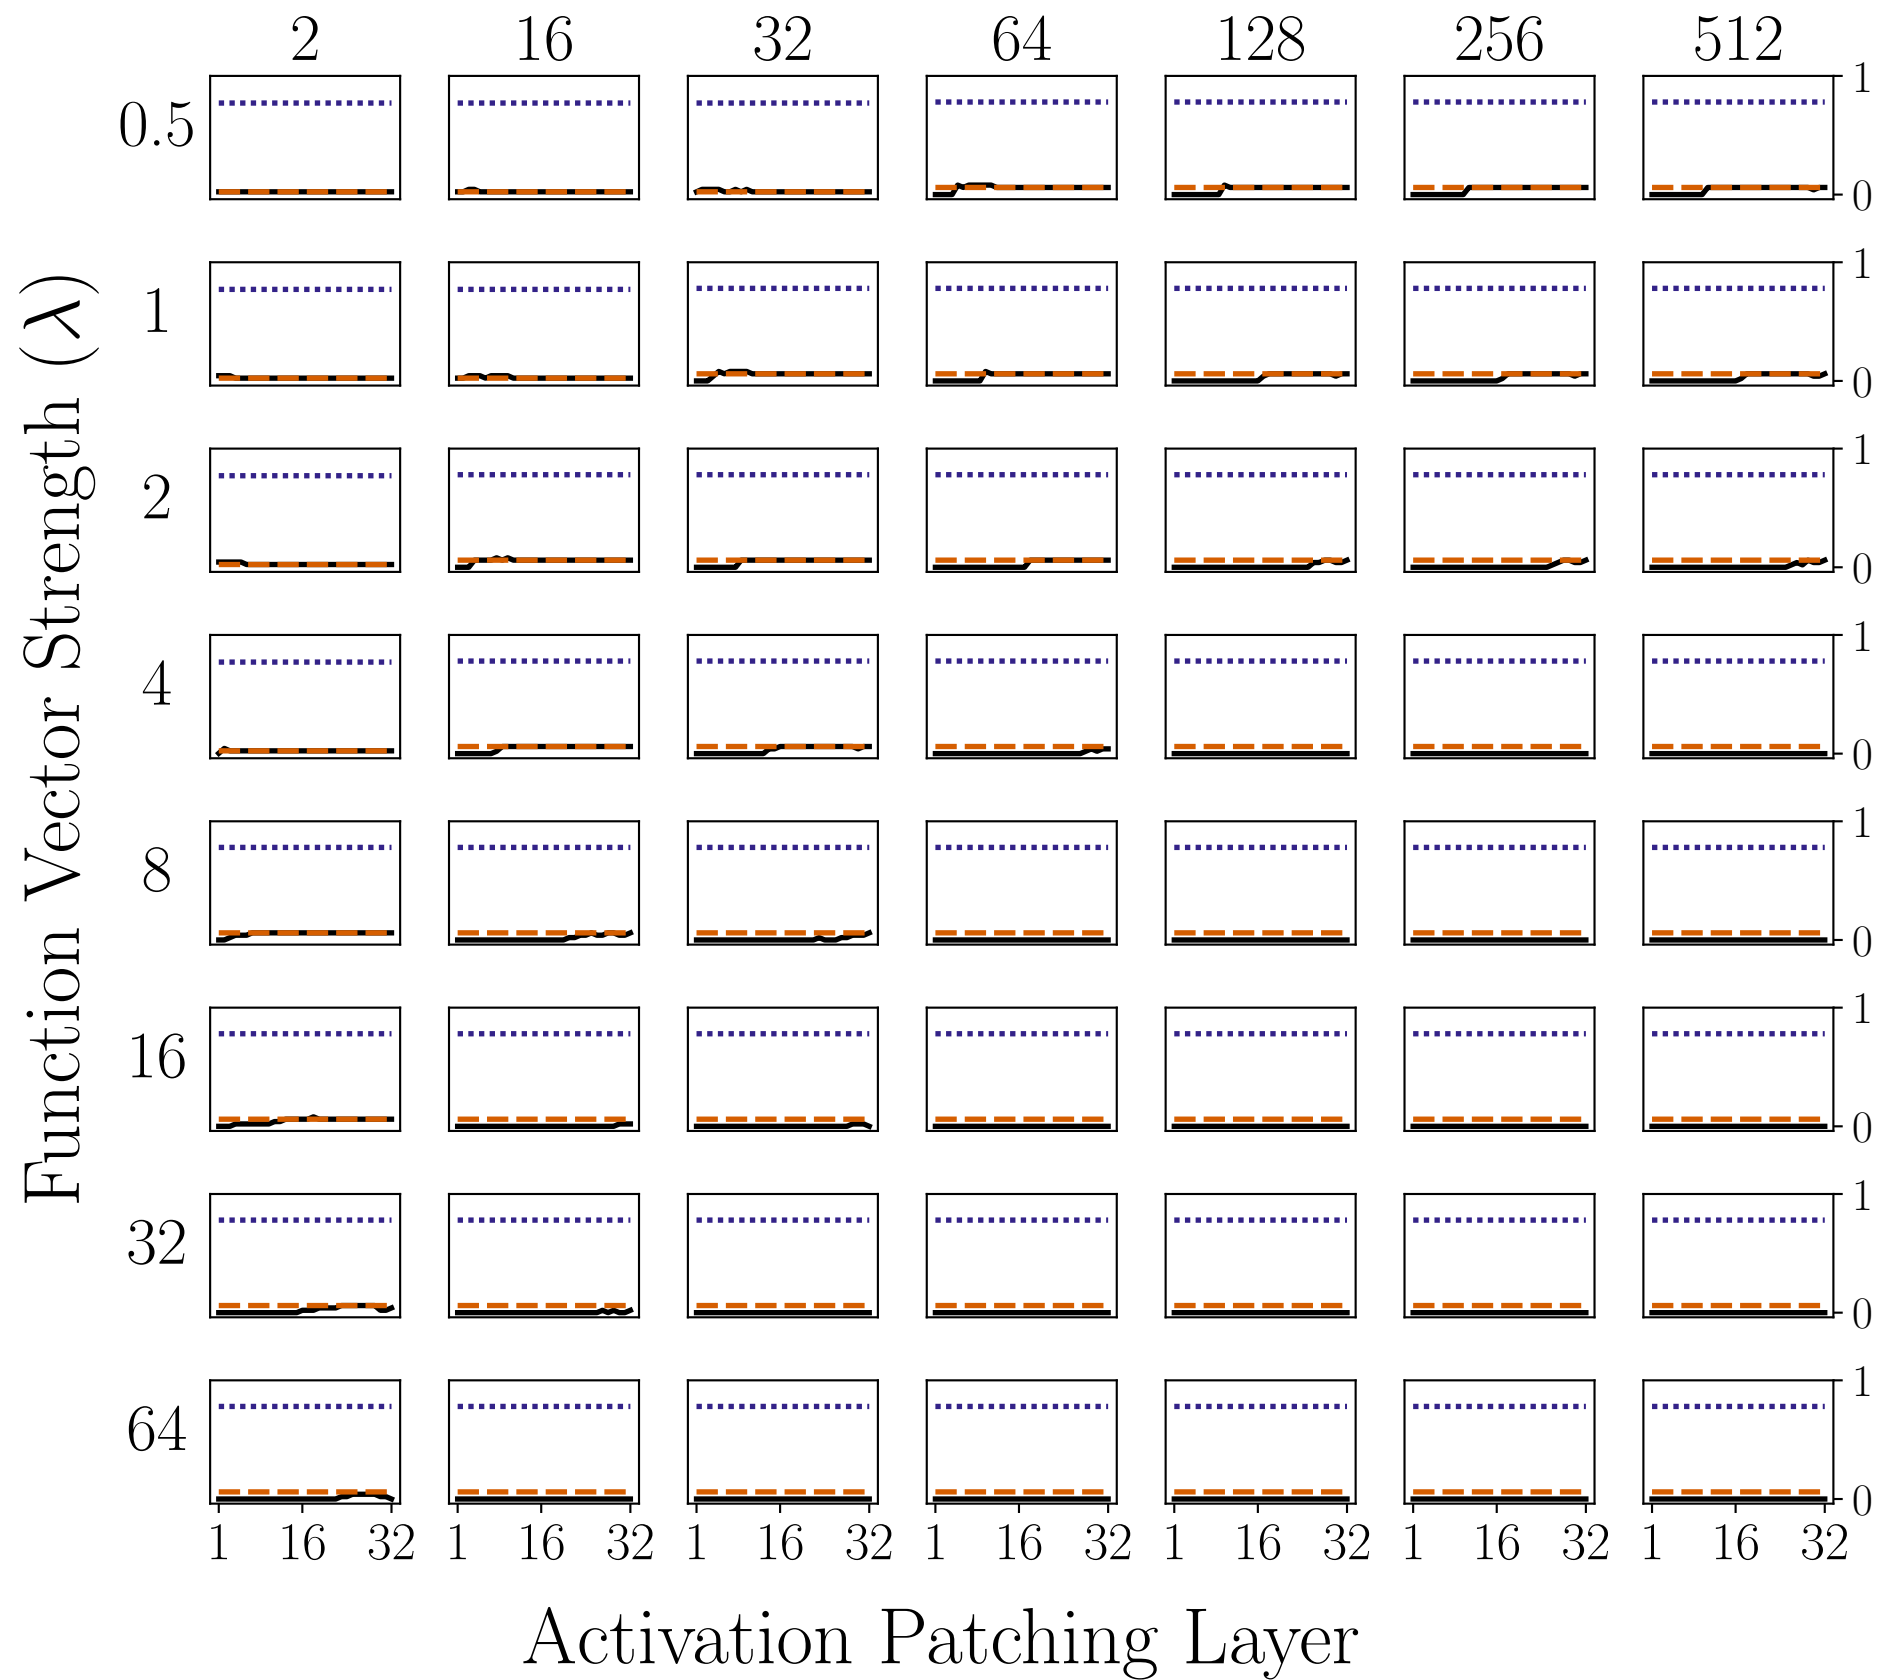 2 16 32 64 128 256 512
Function Vector Strength (λ)
0.5 1 0
1 1 0
2 1 0
4 1 0
8 1 0
16 1 0
32 1 0
64 1 0
1 16 32 1 16 32 1 16 32 1 16 32 1 16 32 1 16 32 1 16 32
Activation Patching Layer